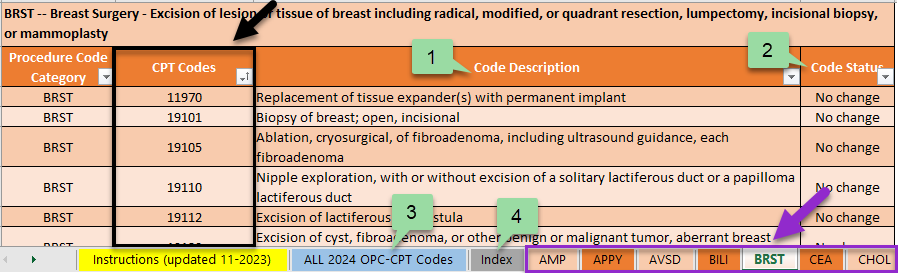 BRST -- Breast Surgery - Excision of lesion or tissue of breast including radical, modified, or quadrant resection, lumpectomy, incisional biopsy,
or mammoplasty
1
2
Procedure Code
Category
CPT Codes
Code Description
Code Status
BRST 11970 Replacement of tissue expander(s) with permanent implant No change
BRST 19101 Biopsy of breast; open, incisional No change
BRST 19105 Ablation, cryosurgical, of fibroadenoma, including ultrasound guidance, each
fibroadenoma No change
BRST 19110 Nipple exploration, with or without excision of a solitary lactiferous duct or a papilloma
lactiferous duct No change
BRST 19112 Excision of lactiferous No change
3
4
Excision of cyst, fibroadenoma, or other benign or malignant tumor, aberrant breast
Instructions (updated 11-2023) ALL 2024 OPC-CPT Codes Index AMP APPY AVSD BILI BRST CEA CHOL